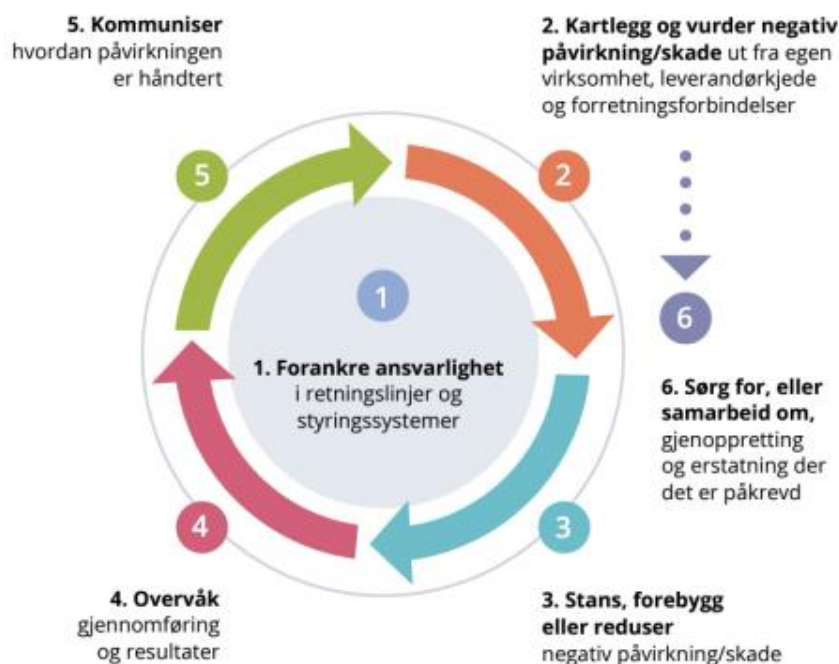 5. Kommuniser
hvordan påvirkningen
er håndtert
2. Kartlegg og vurder negativ
påvirkning/skade ut fra egen
virksomhet, leverandørkjede
og forretningsforbindelser
5
2
1
6
1. Forankre ansvarlighet
i retningslinjer og
styringssystemer
6. Sørg for, eller
samarbeid om,
gjenoppretting
og erstatning der
det er påkrevd
4
3
4. Overvåk
gjennomføring
og resultater
3. Stans, forebygg
eller reduser
negativ påvirkning/skade